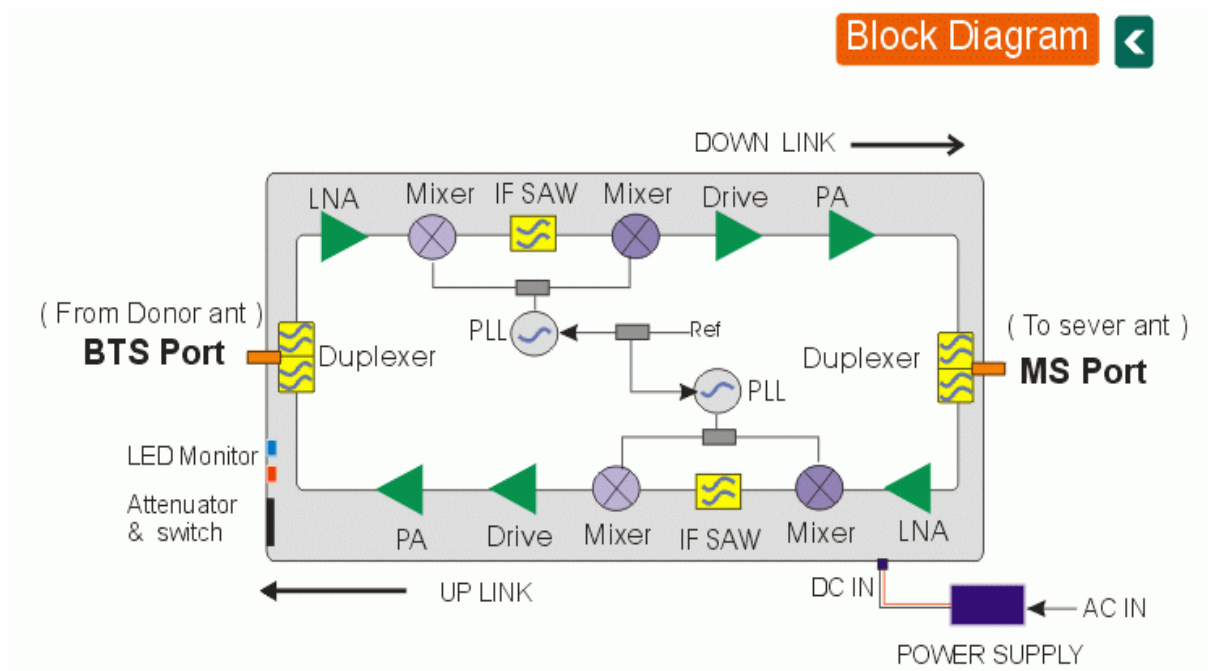 Block Diagram
DOWN LINK
LNA
Mixer
IF SAW
Mixer
Drive
PA
( From Donor ant )
BTS Port
Duplexer
PLL
Ref
Duplexer
( To sever ant )
MS Port
PLL
LED Monitor
Attenuator
& switch
PA
Drive
Mixer
IF SAW
Mixer
LNA
UP LINK
DC IN
AC IN
POWER SUPPLY